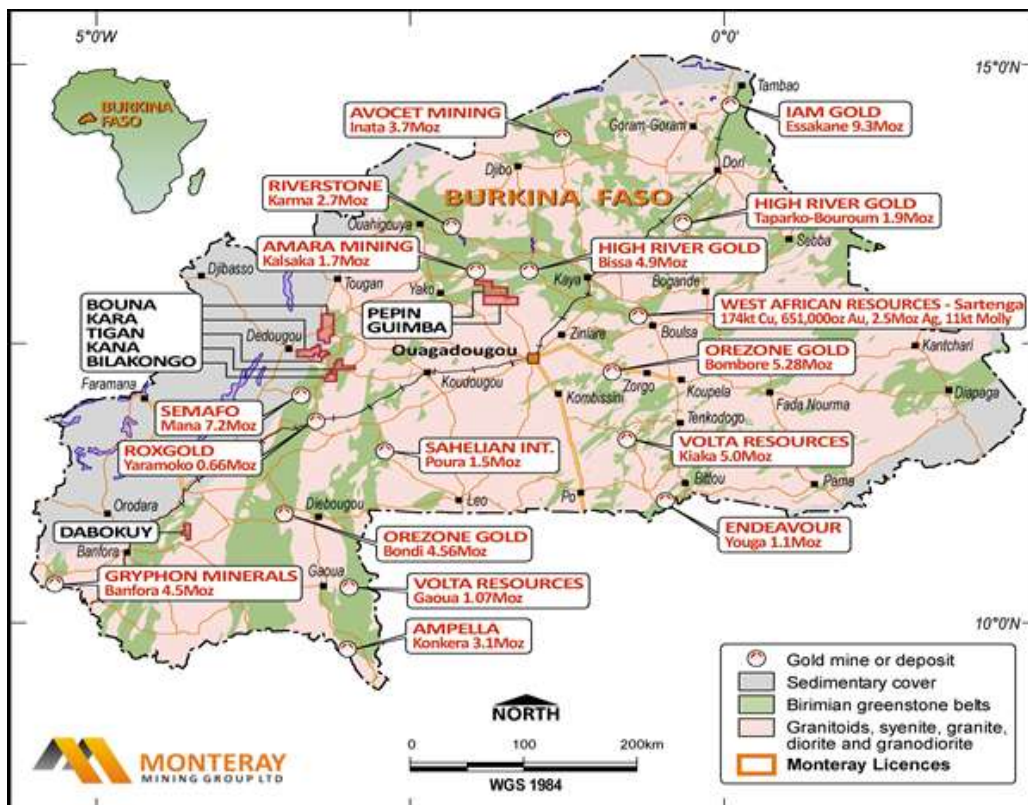 5°0'W
0°0'
15°0'N
BURKINA
FASO
Tambao
AVOCET MINING
Inata 3.7Moz
Goram-Goram
IAM GOLD
Essakane 9.3Moz
Djibo
Dori
RIVERSTONE
Karma 2.7Moz
BURKINA FASO
HIGH RIVER GOLD
Taparko-Bouroum 1.9Moz
Ouahigouya
Sebba
AMARA MINING
Kalsaka 1.7Moz
HIGH RIVER GOLD
Bissa 4.9Moz
Djibasso
Tougan
Yako
Kaya
Bogande
BOUNA
KARA
TIGAN
KANA
BILAKONGO
PEPIN
GUIMBA
WEST AFRICAN RESOURCES - Sartenga
174kt Cu, 651,000oz Au, 2.5Moz Ag, 11kt Molly
Dedougou
Ouagadougou
Ziniare
Boulsa
Kantchari
Faramana
Koudougou
OREZONE GOLD
Bombore 5.28Moz
Zorgo
Koupela
Diapaga
Kombissini
Fada Nourma
SEMAFO
Mana 7.2Moz
Tenkodogo
ROXGOLD
Yaramoko 0.66Moz
SAHELIAN INT.
Poura 1.5Moz
VOLTA RESOURCES
Kiaka 5.0Moz
Orodara
Diebougou
Leo
Po
Bittou
Pama
DABOKUY
Banfora
OREZONE GOLD
Bondi 4.56Moz
ENDEAVOUR
Youga 1.1Moz
GRYPHON MINERALS
Banfora 4.5Moz
Gaoua
VOLTA RESOURCES
Gaoua 1.07Moz
AMPELLA
Konkera 3.1Moz
10°0'N
Gold mine or deposit
Sedimentary cover
Birimian greenstone belts
Granitoids, syenite, granite,
diorite and granodiorite
Monteray Licences
NORTH
0 100 200km
WGS 1984
MONTERAY
MINING GROUP LTD